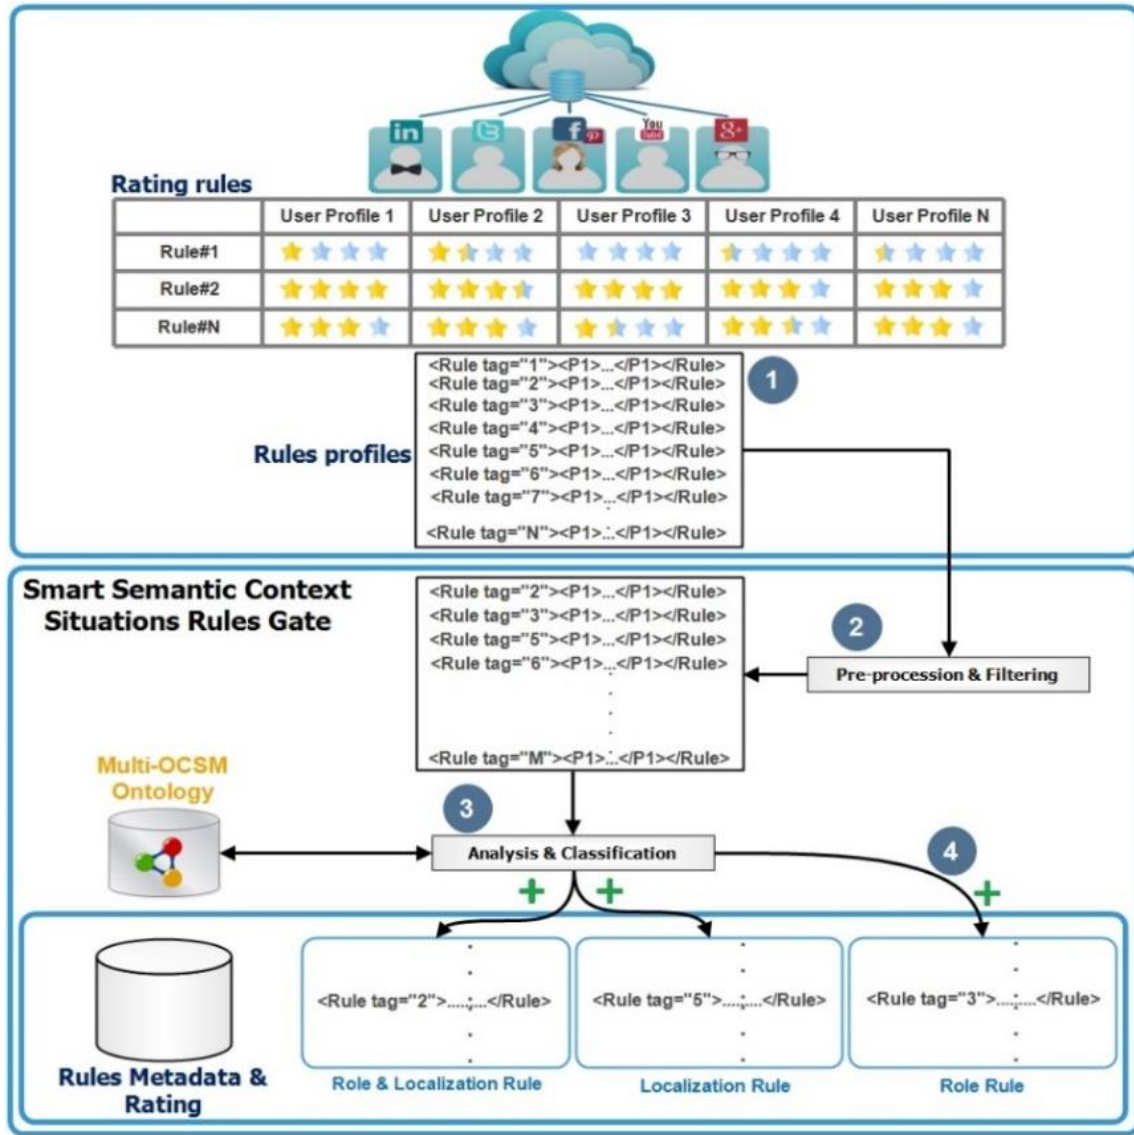 in
t
f
p
You
Tube
g+
Rating rules
User Profile 1 User Profile 2 User Profile 3 User Profile 4 User Profile N
Rule#1
Rule#2
Rule#N
<Rule tag="1"><P1>...</P1></Rule>
<Rule tag="2"><P1>...</P1></Rule>
<Rule tag="3"><P1>...</P1></Rule>
<Rule tag="4"><P1>...</P1></Rule>
<Rule tag="5"><P1>...</P1></Rule>
<Rule tag="6"><P1>...</P1></Rule>
<Rule tag="7"><P1>...</P1></Rule>
<Rule tag="N"><P1>...</P1></Rule>
1
Rules profiles
Smart Semantic Context
Situations Rules Gate
<Rule tag="2"><P1>...</P1></Rule>
<Rule tag="3"><P1>...</P1></Rule>
<Rule tag="5"><P1>...</P1></Rule>
<Rule tag="6"><P1>...</P1></Rule>
<Rule tag="M"><P1>...</P1></Rule>
2
Pre-procession & Filtering
Multi-OCSM
Ontology
3
Analysis & Classification
4
+ + +
<Rule tag="2">.........</Rule>
<Rule tag="5">.........</Rule>
<Rule tag="3">.........</Rule>
Rules Metadata &
Rating
Role & Localization Rule
Localization Rule
Role Rule